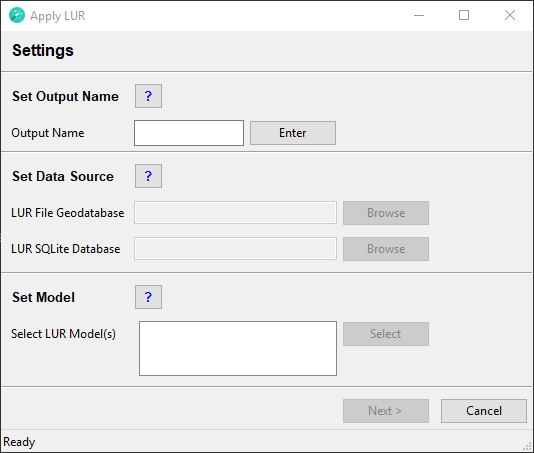 Apply LUR
Settings
Set Output Name ?
Output Name Enter
Set Data Source ?
LUR File Geodatabase Browse
LUR SQLite Database Browse
Set Model ?
Select LUR Model(s) Select
Next > Cancel
Ready